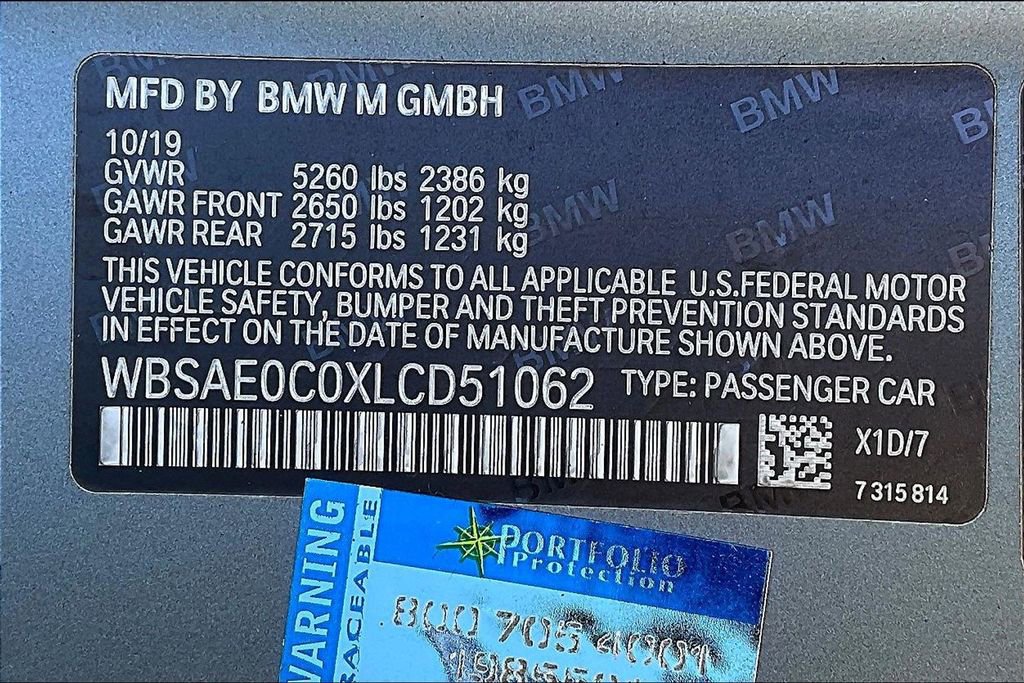 MFD BY BMW M GMBH
10/19
GVWR 5260 lbs 2386 kg
GAWR FRONT 2650 lbs 1202 kg
GAWR REAR 2715 lbs 1231 kg
THIS VEHICLE CONFORMS TO ALL APPLICABLE U.S.FEDERAL MOTOR
VEHICLE SAFETY, BUMPER AND THEFT PREVENTION STANDARDS
IN EFFECT ON THE DATE OF MANUFACTURE SHOWN ABOVE.
WBSAE0C0XLCD51062 TYPE: PASSENGER CAR
X1D/7
7 315 814
WARNING
PORTFOLIO
Protection
800 705 4001